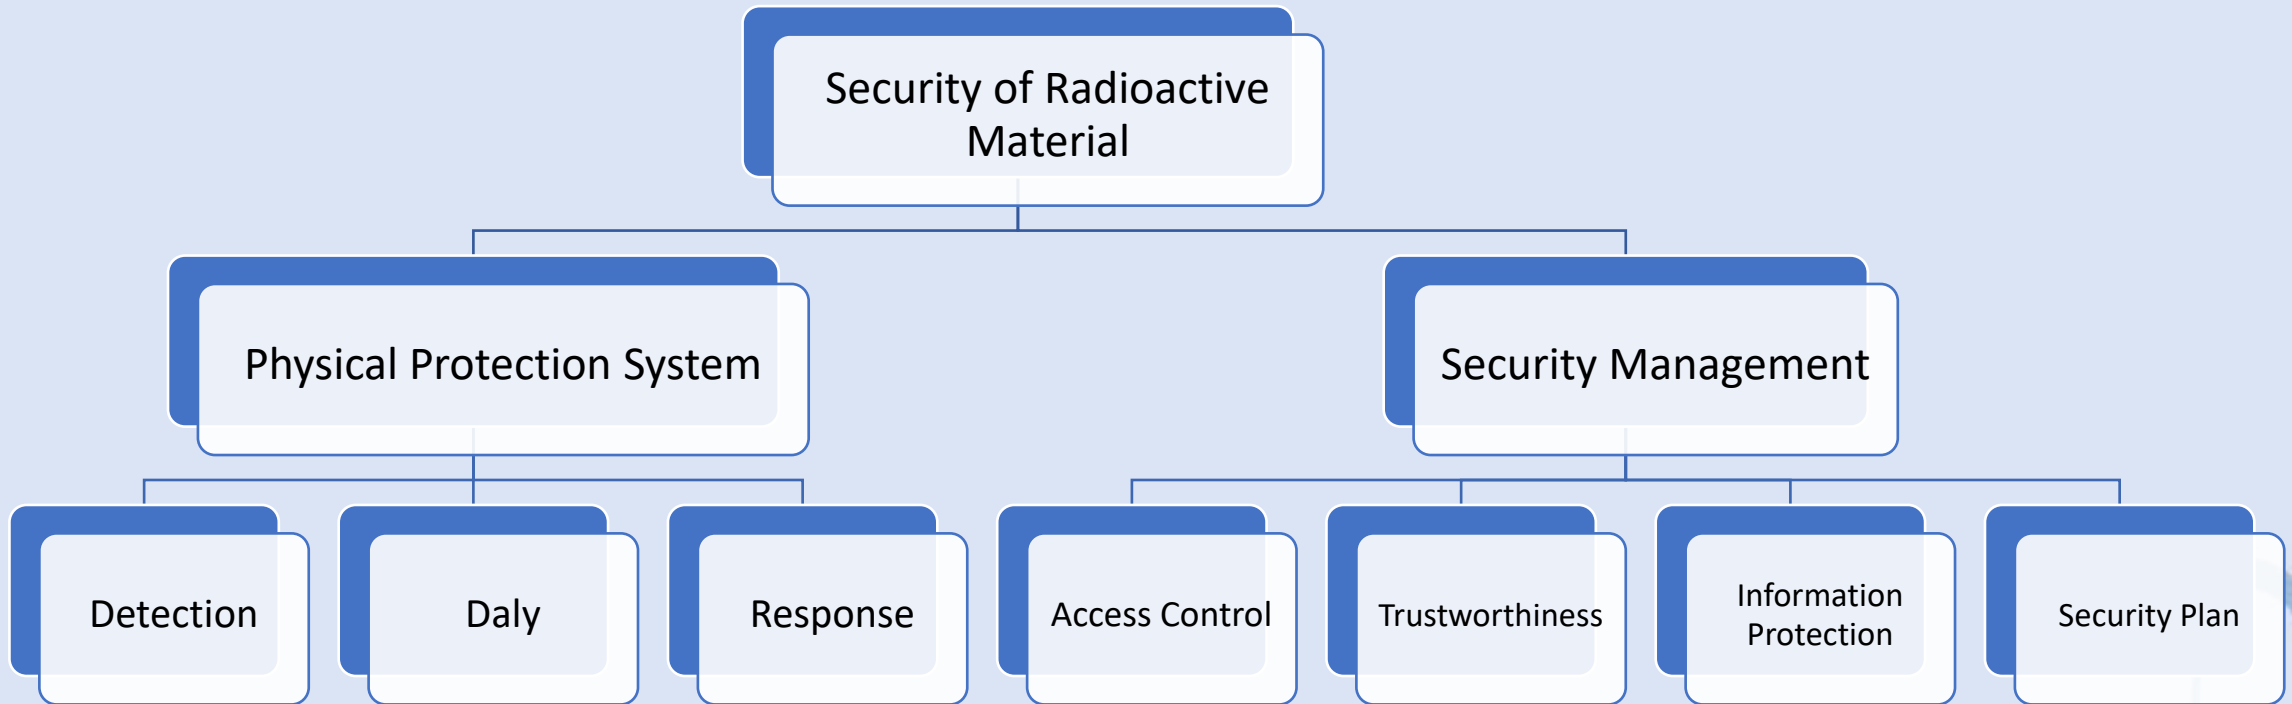 Security of Radioactive
Material
Physical Protection System
Security Management
Detection
Daly
Response
Access Control
Trustworthiness
Information
Protection
Security Plan